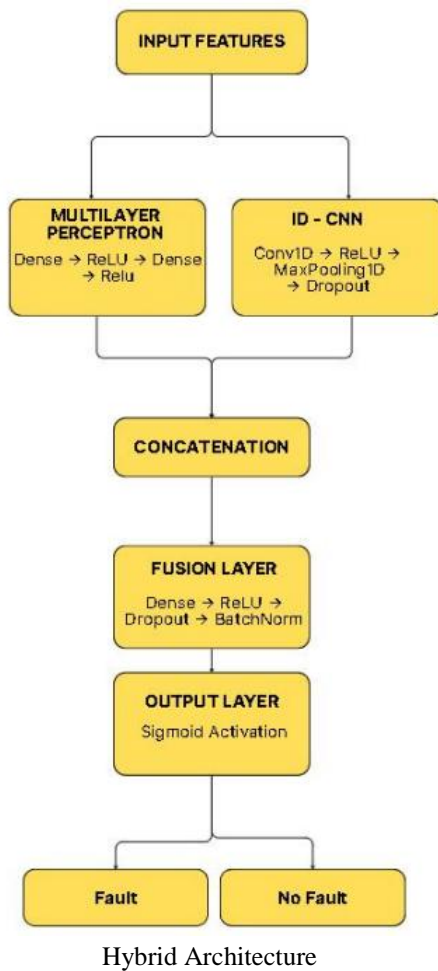 INPUT FEATURES
MULTILAYER
PERCEPTRON
Dense → ReLU → Dense
→ Relu
ID - CNN
Conv1D → ReLU →
MaxPooling1D
→ Dropout
CONCATENATION
FUSION LAYER
Dense → ReLU →
Dropout → BatchNorm
OUTPUT LAYER
Sigmoid Activation
Fault
No Fault
Hybrid Architecture